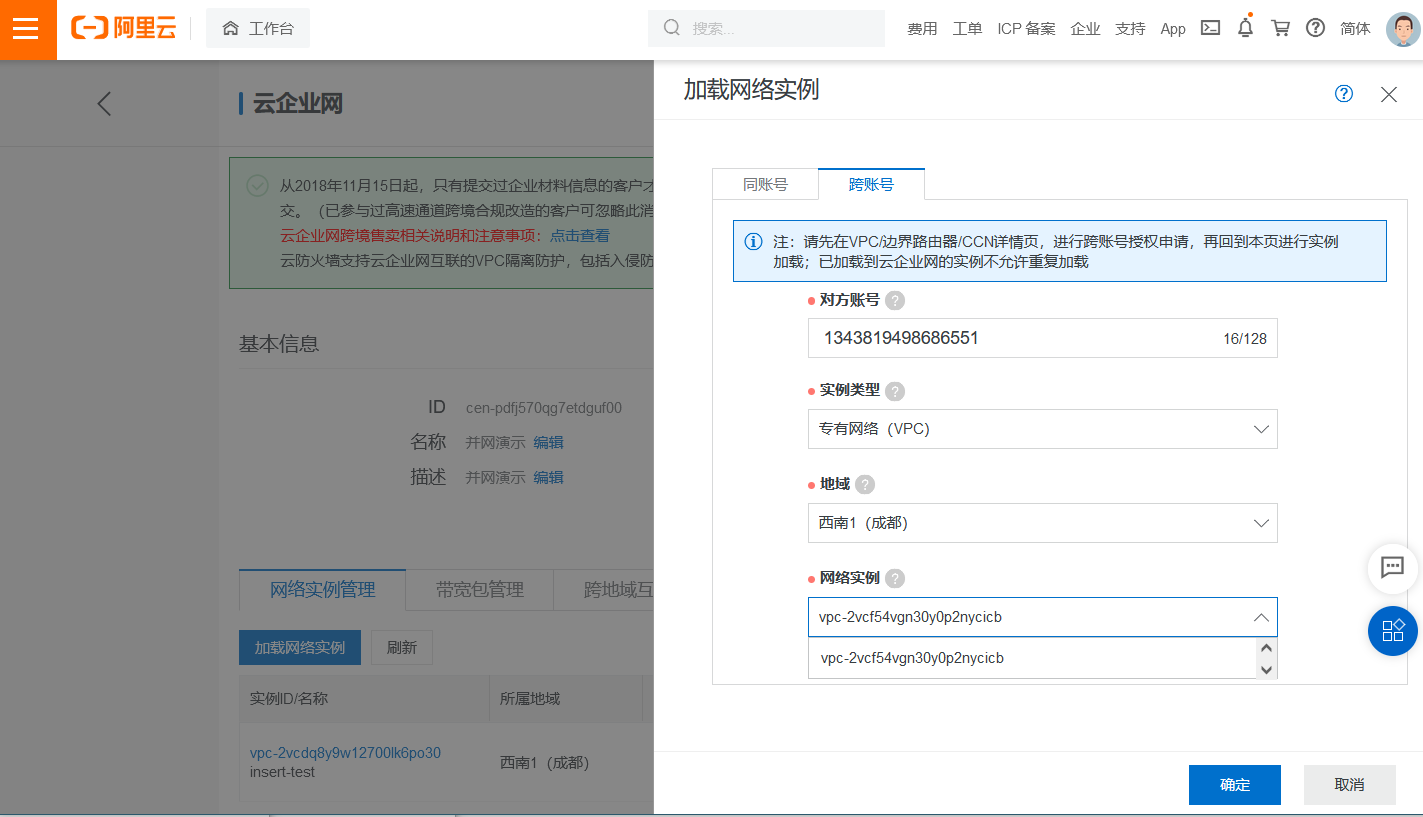 阿里云
工作台
搜索...
费用 工单 ICP 备案 企业 支持 App 简体
云企业网
从2018年11月15日起，只有提交过企业材料信息的客户才
交。（已参与过高速通道跨境合规改造的客户可忽略此消
云企业网跨境售卖相关说明和注意事项：点击查看
云防火墙支持云企业网互联的VPC隔离防护，包括入侵防
基本信息
ID cen-pdfj570qg7etdguf00
名称 并网演示 编辑
描述 并网演示 编辑
网络实例管理 带宽包管理 跨地域互
加载网络实例 刷新
实例ID/名称 所属地域
vpc-2vcdq8y9w12700lk6po30
insert-test
西南1（成都）
加载网络实例
同账号 跨账号
注：请先在VPC/边界路由器/CCN详情页，进行跨账号授权申请，再回到本页进行实例
加载；已加载到云企业网的实例不允许重复加载
对方账号 ?
1343819498686551 16/128
实例类型 ?
专有网络（VPC）
地域 ?
西南1（成都）
网络实例 ?
vpc-2vcf54vgn30y0p2nycicb
vpc-2vcf54vgn30y0p2nycicb
确定 取消